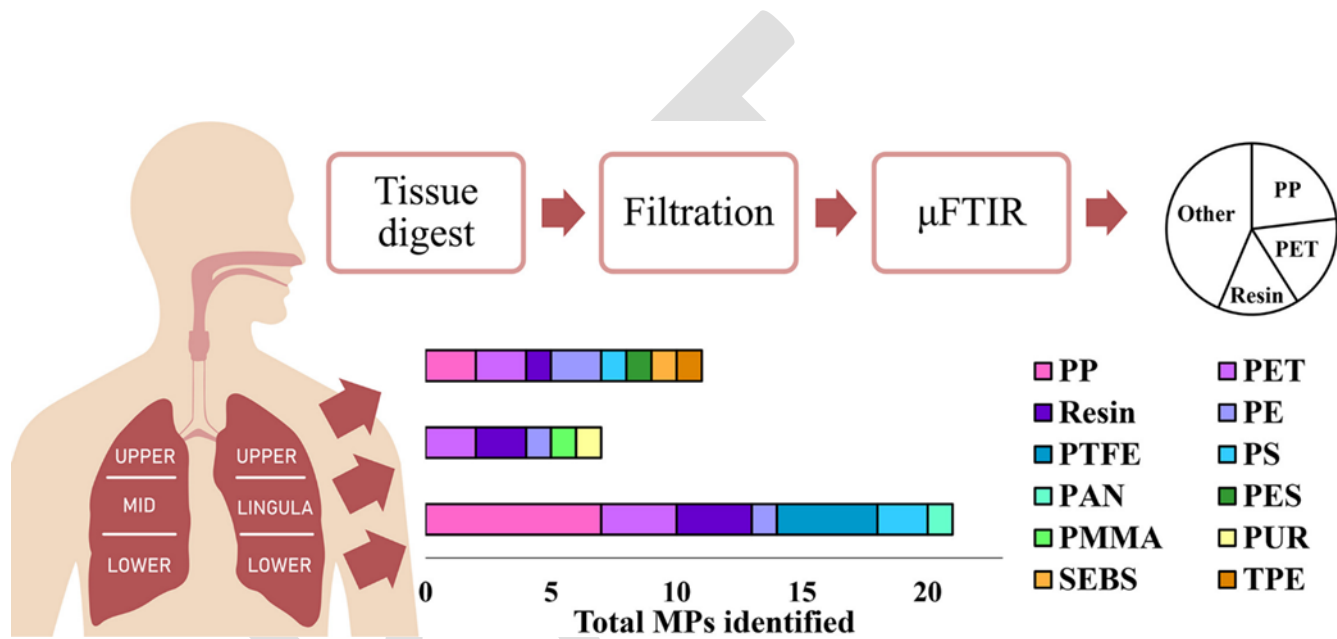 Tissue
digest
Filtration
μFTIR
Other
PP
PET
Resin
UPPER
UPPER
MID
LINGULA
LOWER
LOWER
0
5
10
15
20
Total MPs identified
PP
PET
Resin
PE
PTFE
PS
PAN
PES
PMMA
PUR
SEBS
TPE